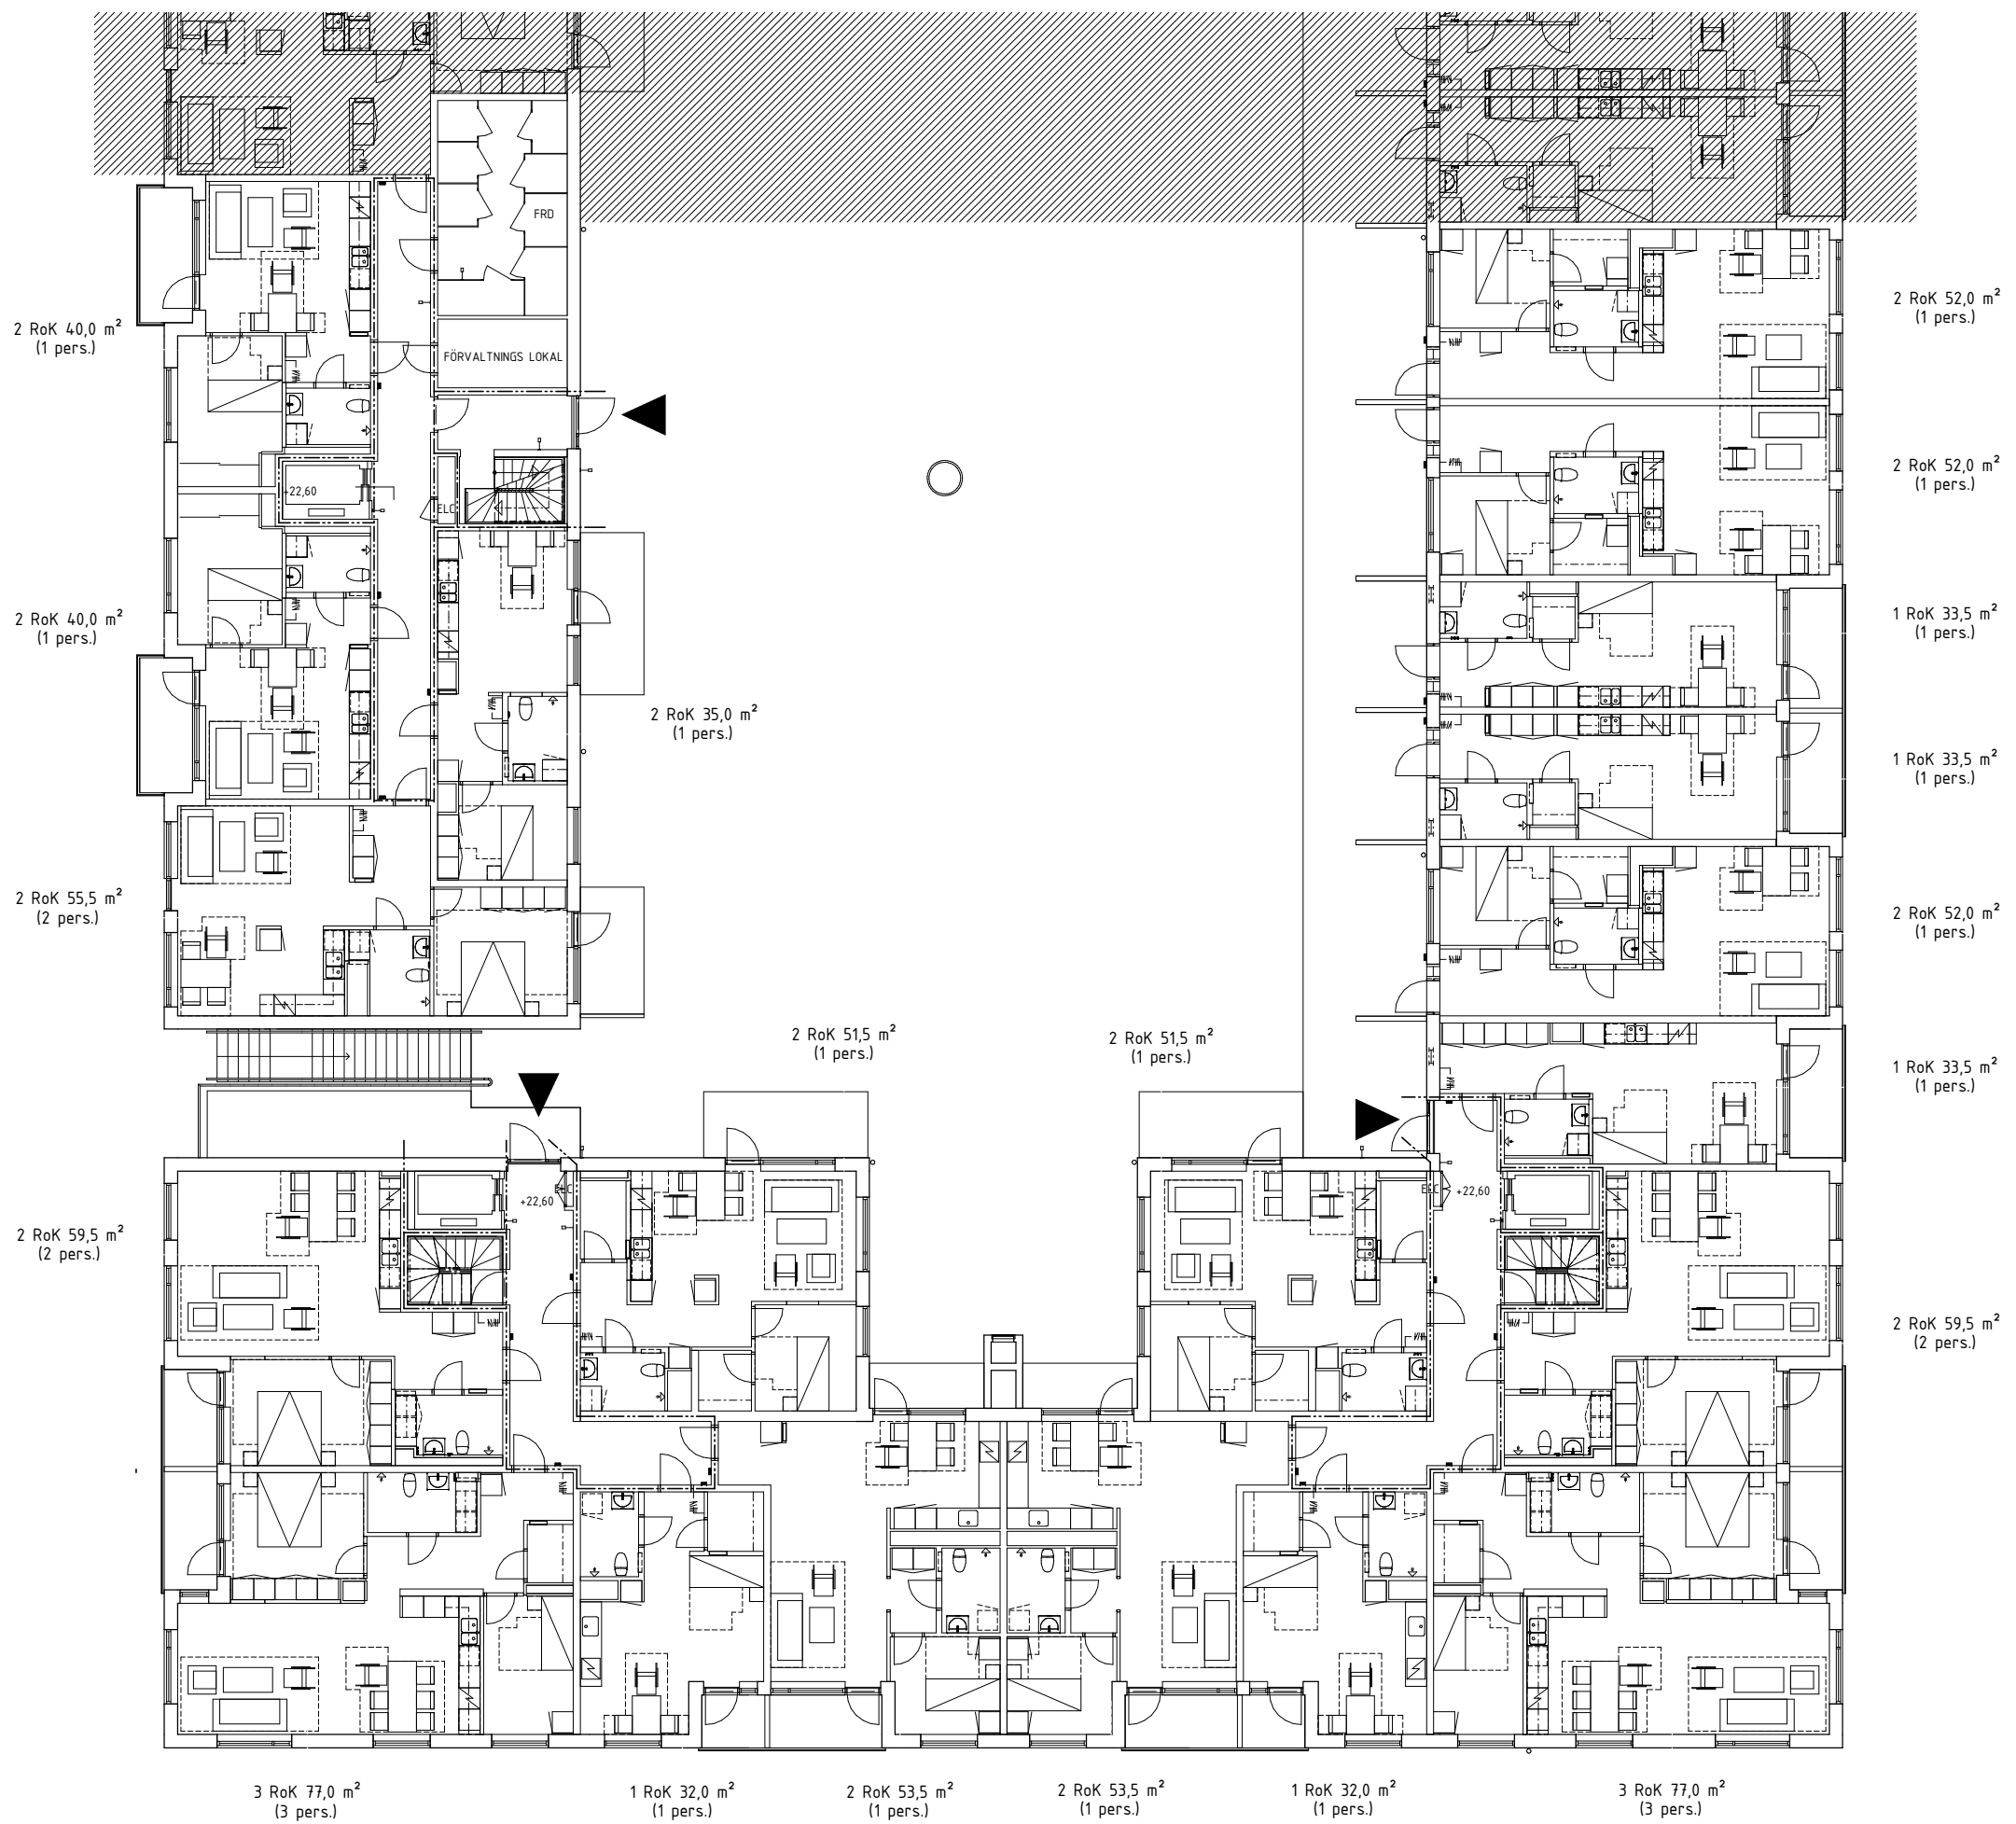 FRD
FÖRVALTNINGS LOKAL
2 RoK 40,0 m²
(1 pers.)
+22,60
ELC
2 RoK 40,0 m²
(1 pers.)
2 RoK 35,0 m²
(1 pers.)
2 RoK 55,5 m²
(2 pers.)
2 RoK 52,0 m²
(1 pers.)
2 RoK 52,0 m²
(1 pers.)
1 RoK 33,5 m²
(1 pers.)
1 RoK 33,5 m²
(1 pers.)
2 RoK 52,0 m²
(1 pers.)
2 RoK 51,5 m²
(1 pers.)
2 RoK 51,5 m²
(1 pers.)
1 RoK 33,5 m²
(1 pers.)
ELC
+22,60
ELC
+22,60
2 RoK 59,5 m²
(2 pers.)
2 RoK 59,5 m²
(2 pers.)
3 RoK 77,0 m²
(3 pers.)
1 RoK 32,0 m²
(1 pers.)
2 RoK 53,5 m²
(1 pers.)
2 RoK 53,5 m²
(1 pers.)
1 RoK 32,0 m²
(1 pers.)
3 RoK 77,0 m²
(3 pers.)